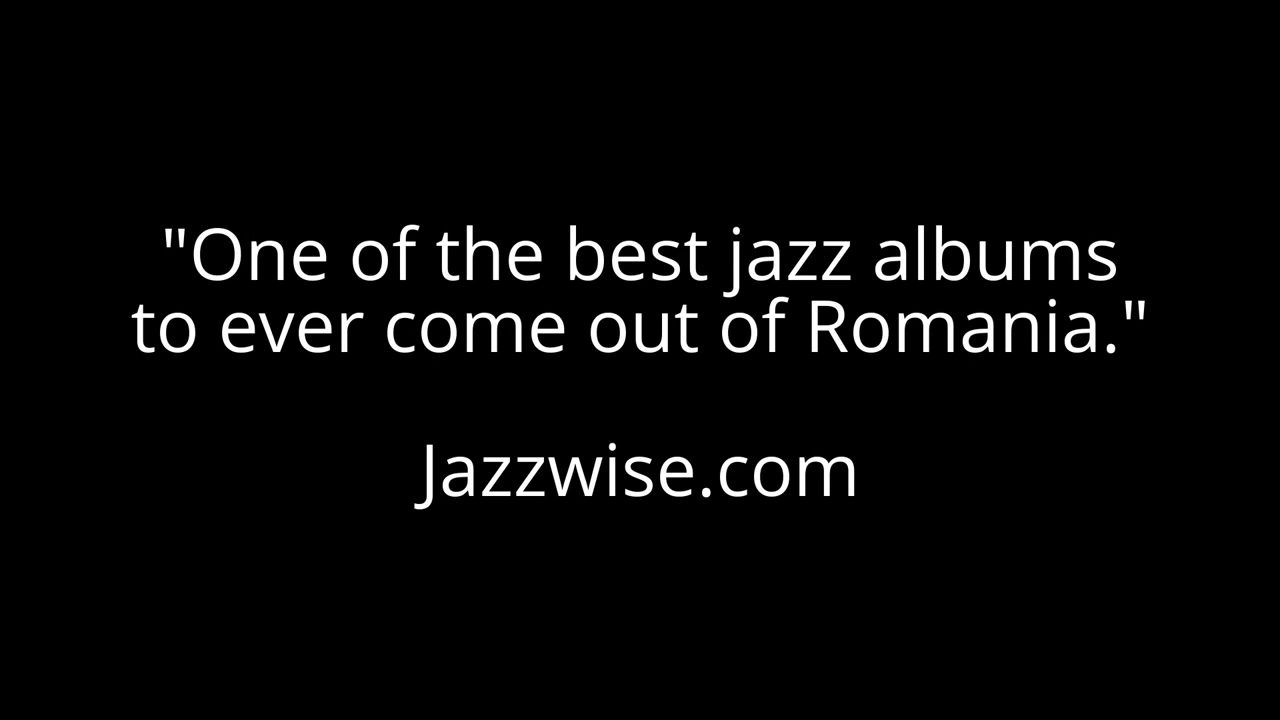 "One of the best jazz albums
to ever come out of Romania."
Jazzwise.com